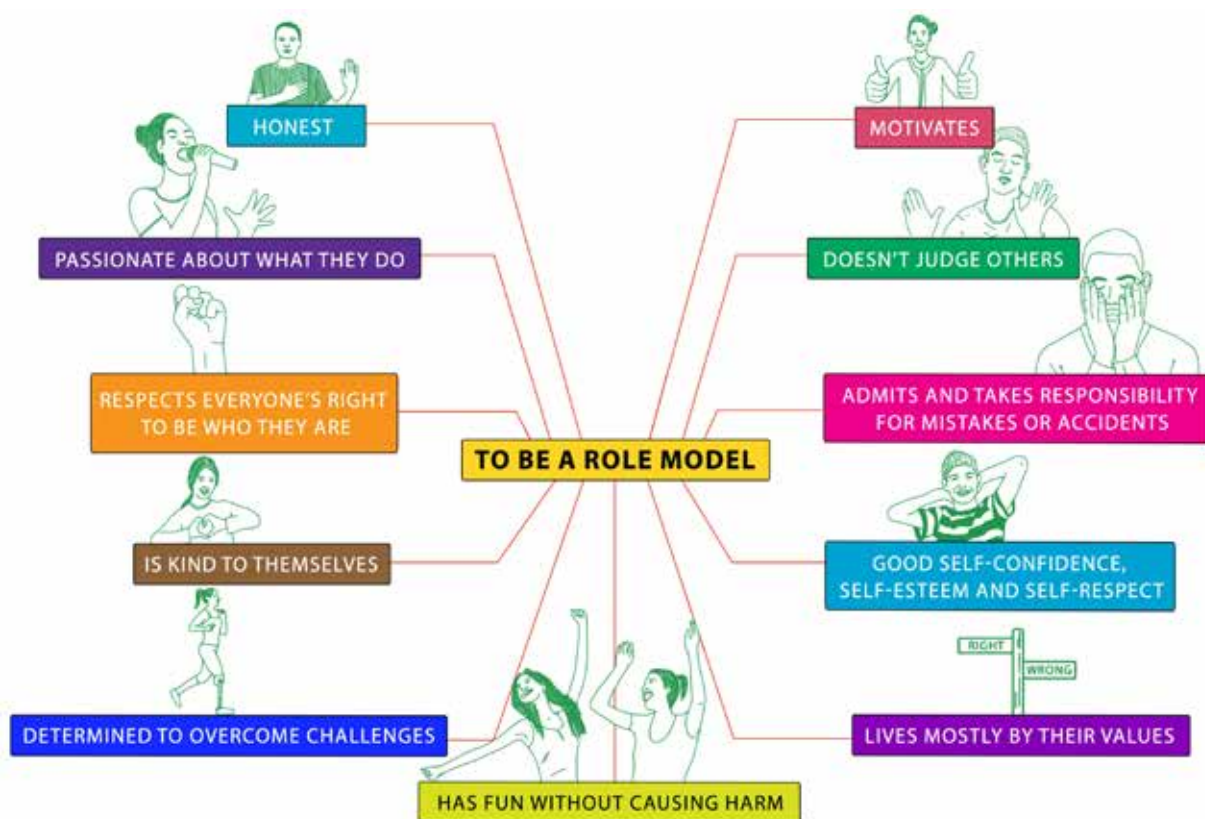 HONEST
MOTIVATES
PASSIONATE ABOUT WHAT THEY DO
DOESN'T JUDGE OTHERS
RESPECTS EVERYONE'S RIGHT
TO BE WHO THEY ARE
ADMITS AND TAKES RESPONSIBILITY
FOR MISTAKES OR ACCIDENTS
TO BE A ROLE MODEL
IS KIND TO THEMSELVES
GOOD SELF-CONFIDENCE,
SELF-ESTEEM AND SELF-RESPECT
RIGHT
WRONG
DETERMINED TO OVERCOME CHALLENGES
LIVES MOSTLY BY THEIR VALUES
HAS FUN WITHOUT CAUSING HARM